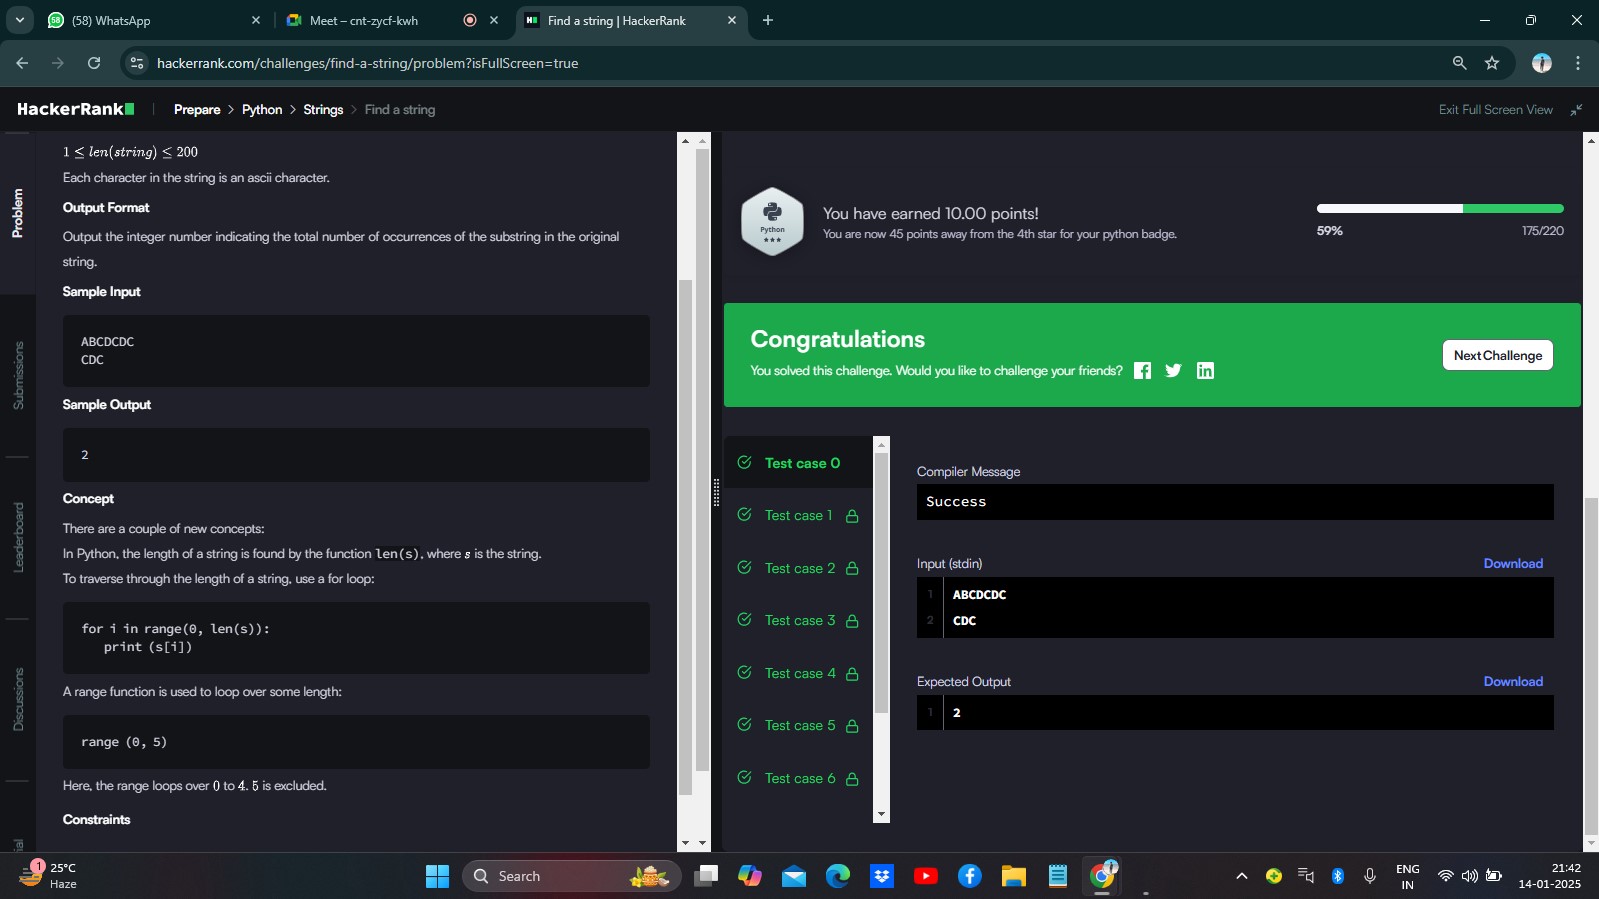 (58) WhatsApp
Meet – cnt-zycf-kwh
Find a string | HackerRank
hackerrank.com/challenges/find-a-string/problem?isFullScreen=true
HackerRank
Prepare > Python > Strings > Find a string
Exit Full Screen View
Problem
Submissions
Leaderboard
Discussions
1 ≤ len(string) ≤ 200
Each character in the string is an ascii character.
Output Format
Output the integer number indicating the total number of occurrences of the substring in the original
string.
Sample Input
ABCDCDC
CDC
Sample Output
2
Concept
There are a couple of new concepts:
In Python, the length of a string is found by the function len(s), where s is the string.
To traverse through the length of a string, use a for loop:
for i in range(0, len(s)):
print (s[i])
A range function is used to loop over some length:
range (0, 5)
Here, the range loops over 0 to 4. 5 is excluded.
Constraints
Python
You have earned 10.00 points!
You are now 45 points away from the 4th star for your python badge.
59%
175/220
Congratulations
You solved this challenge. Would you like to challenge your friends?
Next Challenge
Test case 0
Test case 1
Test case 2
Test case 3
Test case 4
Test case 5
Test case 6
Compiler Message
Success
Input (stdin)
Download
1 ABCDCDC
2 CDC
Expected Output
Download
1 2
1
25°C
Haze
Search
ENG
IN
21:42
14-01-2025